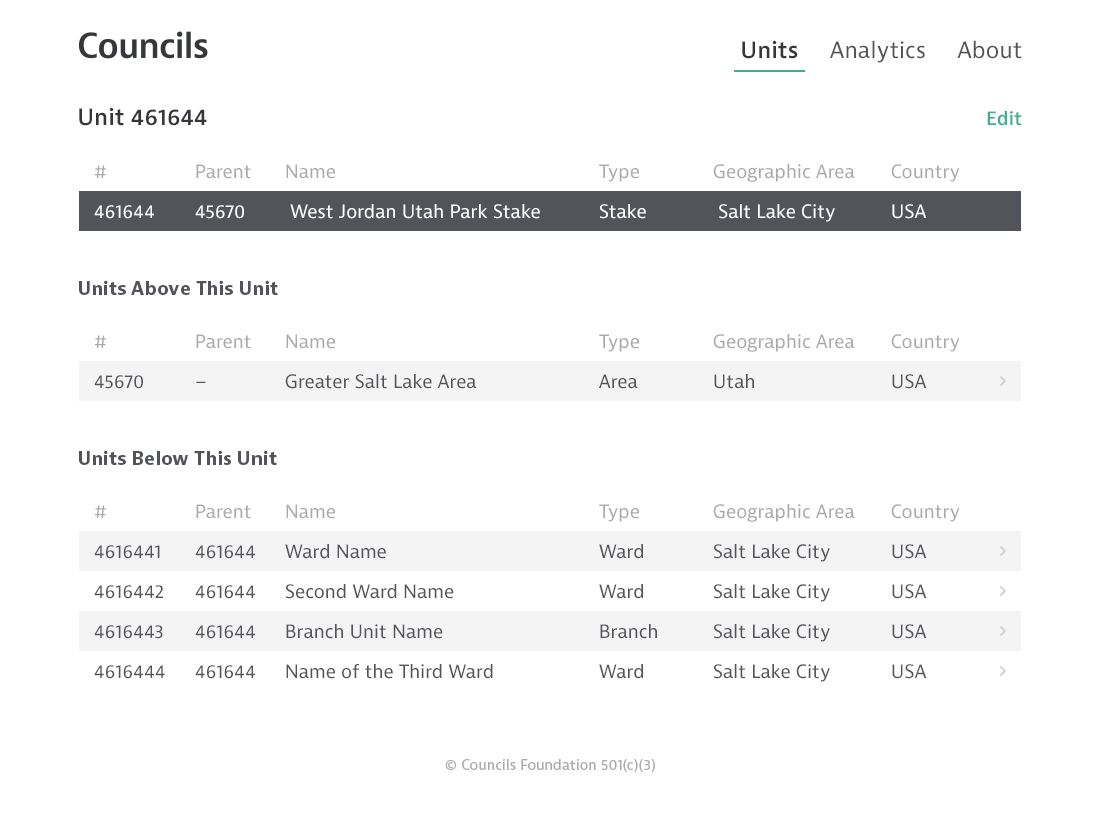 Councils Units Analytics About
Unit 461644 Edit
# Parent Name Type Geographic Area Country
461644 45670 West Jordan Utah Park Stake Stake Salt Lake City USA
Units Above This Unit
# Parent Name Type Geographic Area Country
45670 – Greater Salt Lake Area Area Utah USA
Units Below This Unit
# Parent Name Type Geographic Area Country
4616441 461644 Ward Name Ward Salt Lake City USA
4616442 461644 Second Ward Name Ward Salt Lake City USA
4616443 461644 Branch Unit Name Branch Salt Lake City USA
4616444 461644 Name of the Third Ward Ward Salt Lake City USA
© Councils Foundation 501(c)(3)